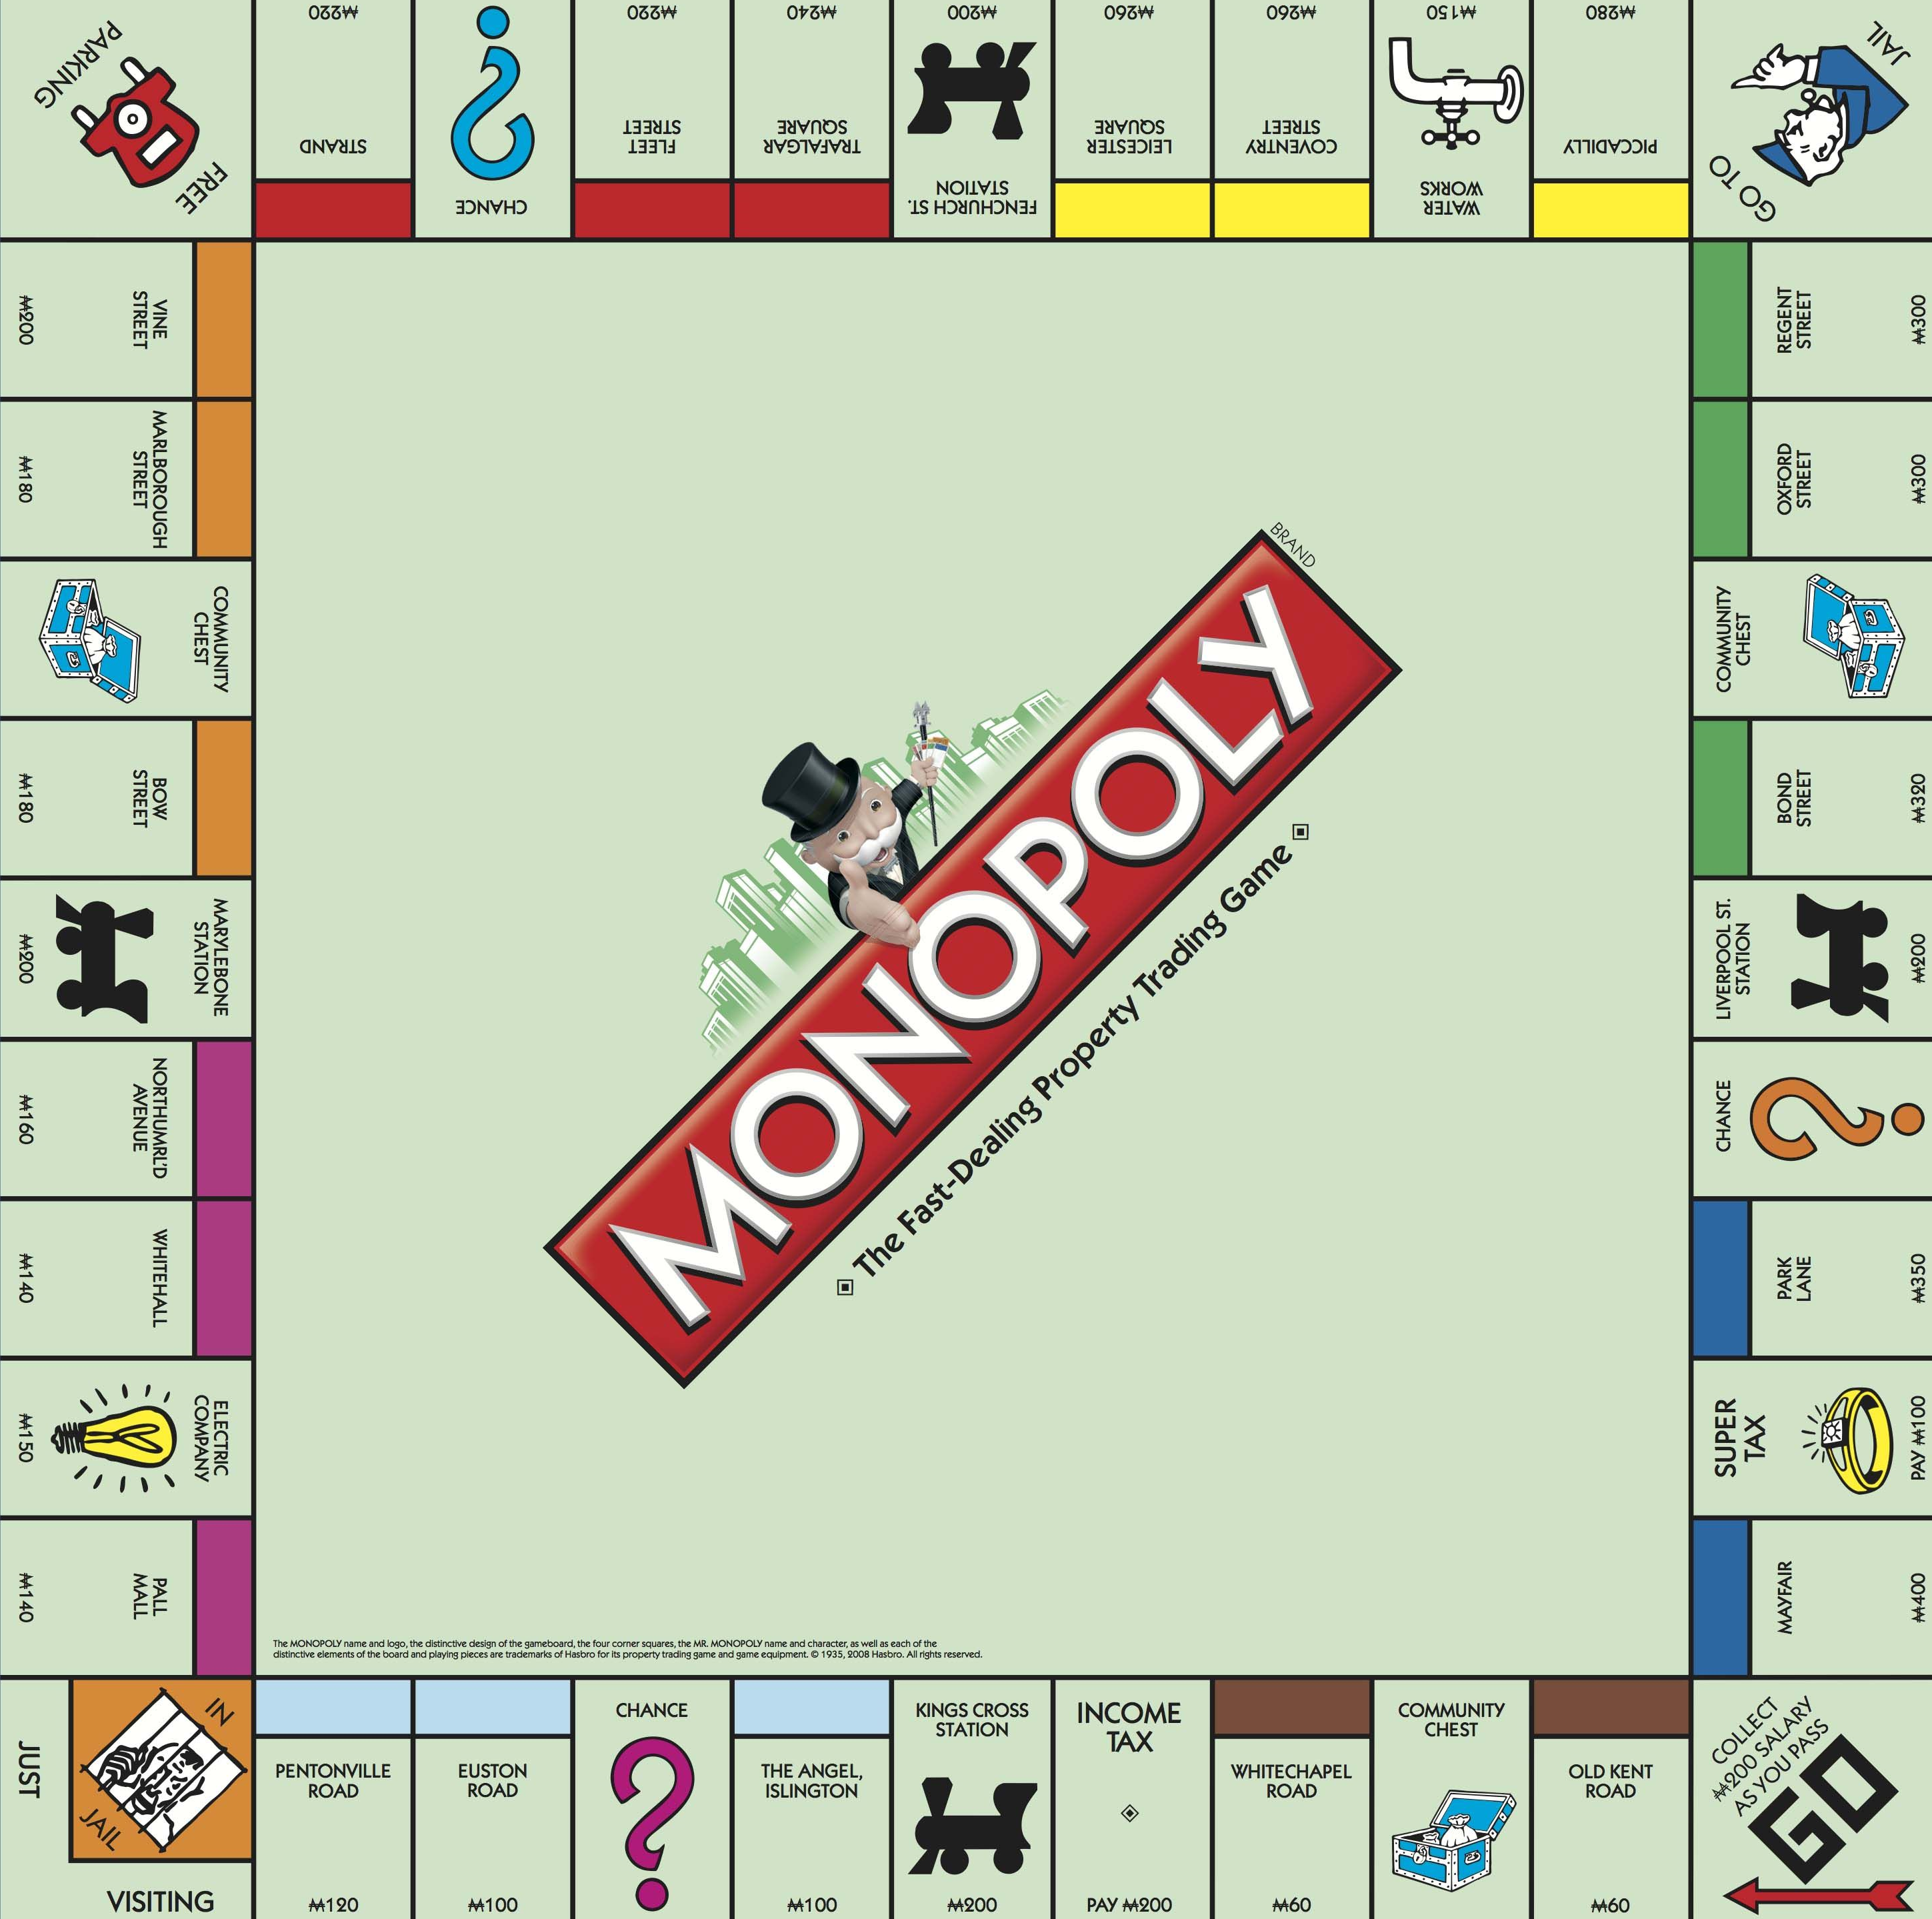 ₩220
STRAND
CHANCE
₩220
FLEET
STREET
₩240
TRAFALGAR
SQUARE
₩200
FENCHURCH ST.
STATION
₩260
LEICESTER
SQUARE
₩260
COVENTRY
STREET
₩150
WATER
WORKS
₩280
PICCADILLY
FREE
PARKING
GO TO
JAIL
VINE
STREET
₩200
MARLBOROUGH
STREET
₩180
COMMUNITY
CHEST
BOW
STREET
₩180
MARYLEBONE
STATION
₩200
NORTHUMRL'D
AVENUE
₩160
WHITEHALL
₩140
ELECTRIC
COMPANY
₩150
PALL
MALL
₩140
REGENT
STREET
₩300
OXFORD
STREET
₩300
COMMUNITY
CHEST
BOND
STREET
₩320
LIVERPOOL ST.
STATION
₩200
CHANCE
PARK
LANE
₩350
SUPER
TAX
PAY ₩100
MAYFAIR
₩400
BRAND
MONOPOLY
The Fast-Dealing Property Trading Game
The MONOPOLY name and logo, the distinctive design of the gameboard, the four corner squares, the MR. MONOPOLY name and character, as well as each of the
distinctive elements of the board and playing pieces are trademarks of Hasbro for its property trading game and game equipment. © 1935, 2008 Hasbro. All rights reserved.
JUST
VISITING
IN
JAIL
PENTONVILLE
ROAD
₩120
EUSTON
ROAD
₩100
CHANCE
?
THE ANGEL,
ISLINGTON
₩100
KINGS CROSS
STATION
₩200
INCOME
TAX
PAY ₩200
WHITECHAPEL
ROAD
₩60
COMMUNITY
CHEST
OLD KENT
ROAD
₩60
COLLECT
₩200 SALARY
AS YOU PASS
GO